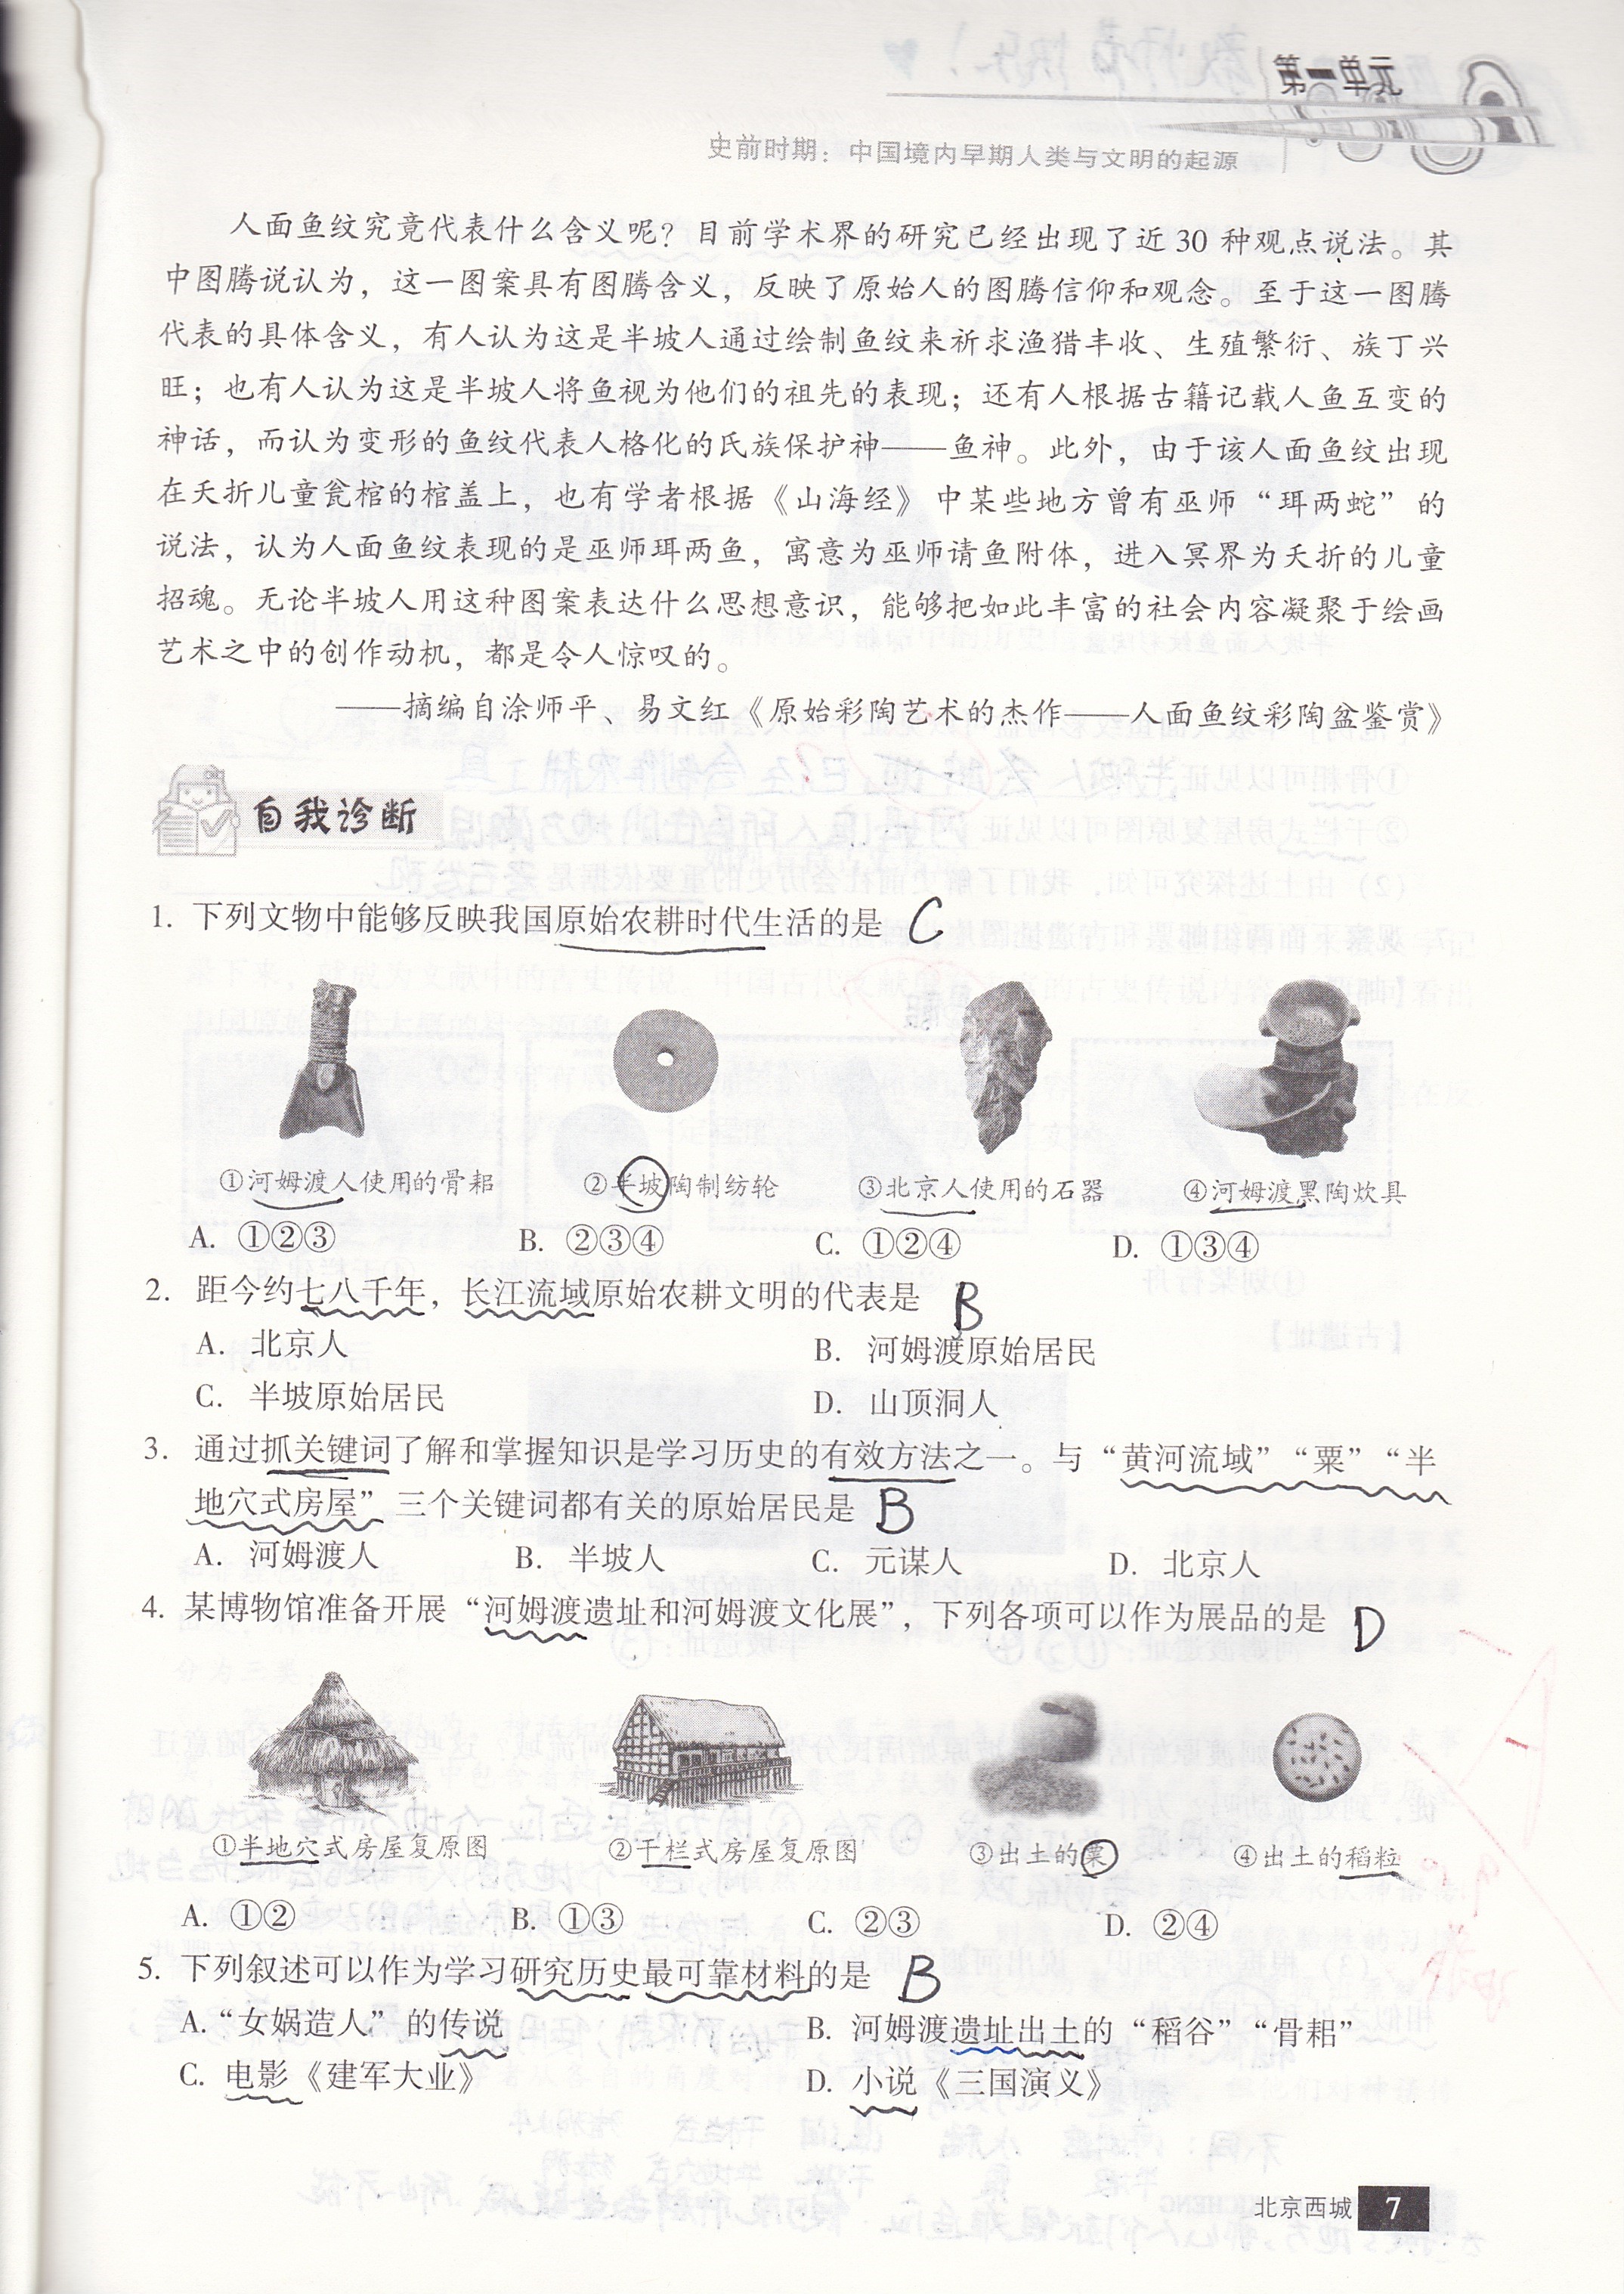 第一单元
史前时期：中国境内早期人类与文明的起源
人面鱼纹究竟代表什么含义呢？目前学术界的研究已经出现了近 30 种观点说法。其
中图腾说认为，这一图案具有图腾含义，反映了原始人的图腾信仰和观念。至于这一图腾
代表的具体含义，有人认为这是半坡人通过绘制鱼纹来祈求渔猎丰收、生殖繁衍、族丁兴
旺；也有人认为这是半坡人将鱼视为他们的祖先的表现；还有人根据古籍记载人鱼互变的
神话，而认为变形的鱼纹代表人格化的氏族保护神——鱼神。此外，由于该人面鱼纹出现
在夭折儿童瓮棺的棺盖上，也有学者根据《山海经》中某些地方曾有巫师“珥两蛇”的
说法，认为人面鱼纹表现的是巫师珥两鱼，寓意为巫师请鱼附体，进入冥界为夭折的儿童
招魂。无论半坡人用这种图案表达什么思想意识，能够把如此丰富的社会内容凝聚于绘画
艺术之中的创作动机，都是令人惊叹的。
——摘编自涂师平、易文红《原始彩陶艺术的杰作——人面鱼纹彩陶盆鉴赏》
自我诊断
1. 下列文物中能够反映我国原始农耕时代生活的是 C
①河姆渡人使用的骨耜 ②半坡陶制纺轮 ③北京人使用的石器 ④河姆渡黑陶炊具
A. ①②③ B. ②③④ C. ①②④ D. ①③④
2. 距今约七八千年，长江流域原始农耕文明的代表是 B
A. 北京人 B. 河姆渡原始居民
C. 半坡原始居民 D. 山顶洞人
3. 通过抓关键词了解和掌握知识是学习历史的有效方法之一。与“黄河流域”“粟”“半
地穴式房屋”三个关键词都有关的原始居民是 B
A. 河姆渡人 B. 半坡人 C. 元谋人 D. 北京人
4. 某博物馆准备开展“河姆渡遗址和河姆渡文化展”，下列各项可以作为展品的是 D
①半地穴式房屋复原图 ②干栏式房屋复原图 ③出土的粟 ④出土的稻粒
A. ①② B. ①③ C. ②③ D. ②④
5. 下列叙述可以作为学习研究历史最可靠材料的是 B
A.“女娲造人”的传说 B. 河姆渡遗址出土的“稻谷”“骨耜”
C. 电影《建军大业》 D. 小说《三国演义》
北京西城 7